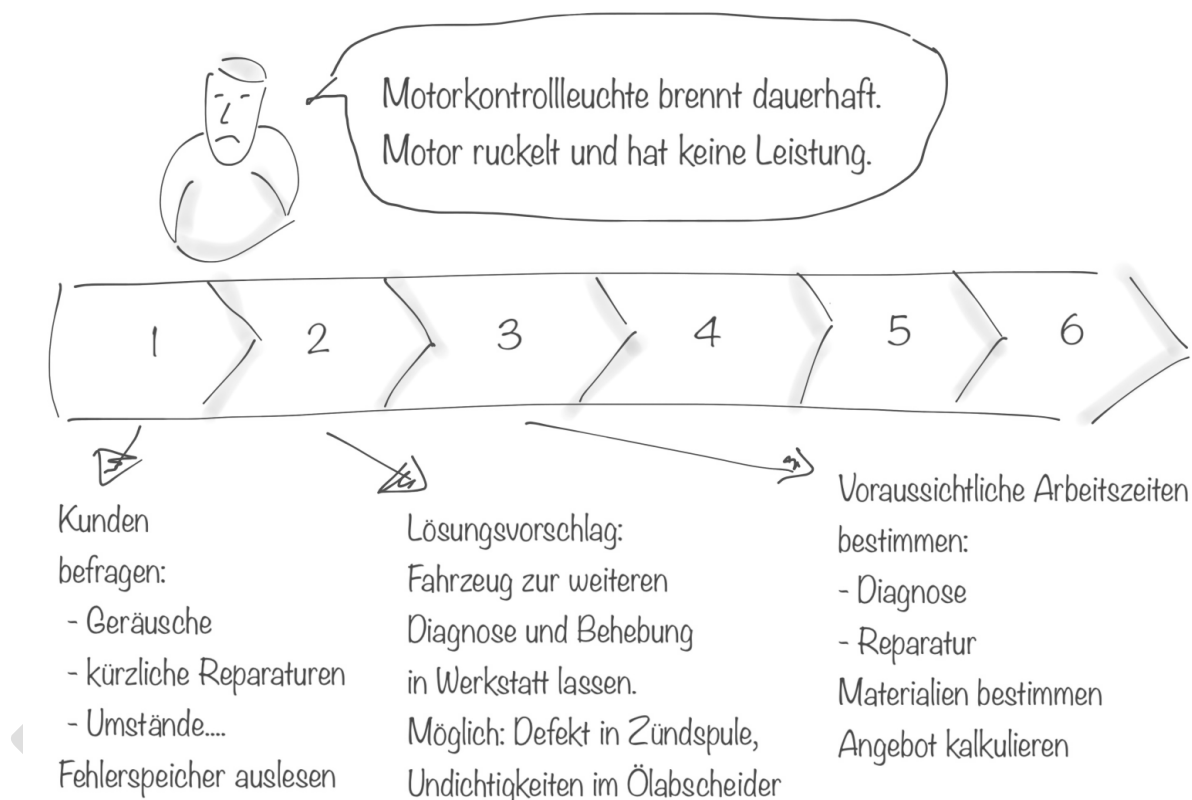 Motorkontrollleuchte brennt dauerhaft.
Motor ruckelt und hat keine Leistung.
1
2
3
4
5
6
Kunden
befragen:
- Geräusche
- kürzliche Reparaturen
- Umstände....
Fehlerspeicher auslesen
Lösungsvorschlag:
Fahrzeug zur weiteren
Diagnose und Behebung
in Werkstatt lassen.
Möglich: Defekt in Zündspule,
Undichtigkeiten im Ölabscheider
Voraussichtliche Arbeitszeiten
bestimmen:
- Diagnose
- Reparatur
Materialien bestimmen
Angebot kalkulieren